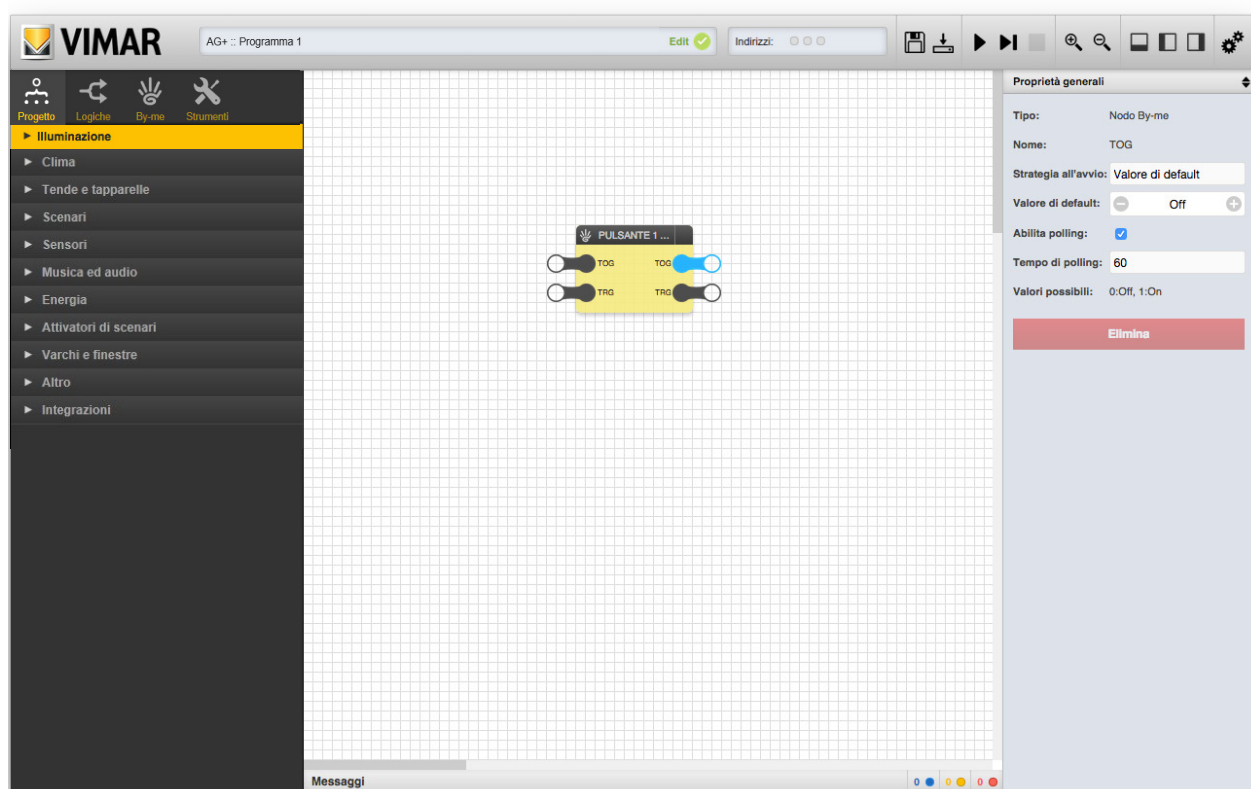 VIMAR
AG+ :: Programma 1
Edit
Indirizzi:
Progetto
Logiche
By-me
Strumenti
Illuminazione
Clima
Tende e tapparelle
Scenari
Sensori
Musica ed audio
Energia
Attivatori di scenari
Varchi e finestre
Altro
Integrazioni
PULSANTE 1 ...
TOG TOG
TRG TRG
Messaggi
0 0 0
Proprietà generali
Tipo: Nodo By-me
Nome: TOG
Strategia all'avvio: Valore di default
Valore di default: Off
Abilita polling:
Tempo di polling: 60
Valori possibili: 0:Off, 1:On
Elimina